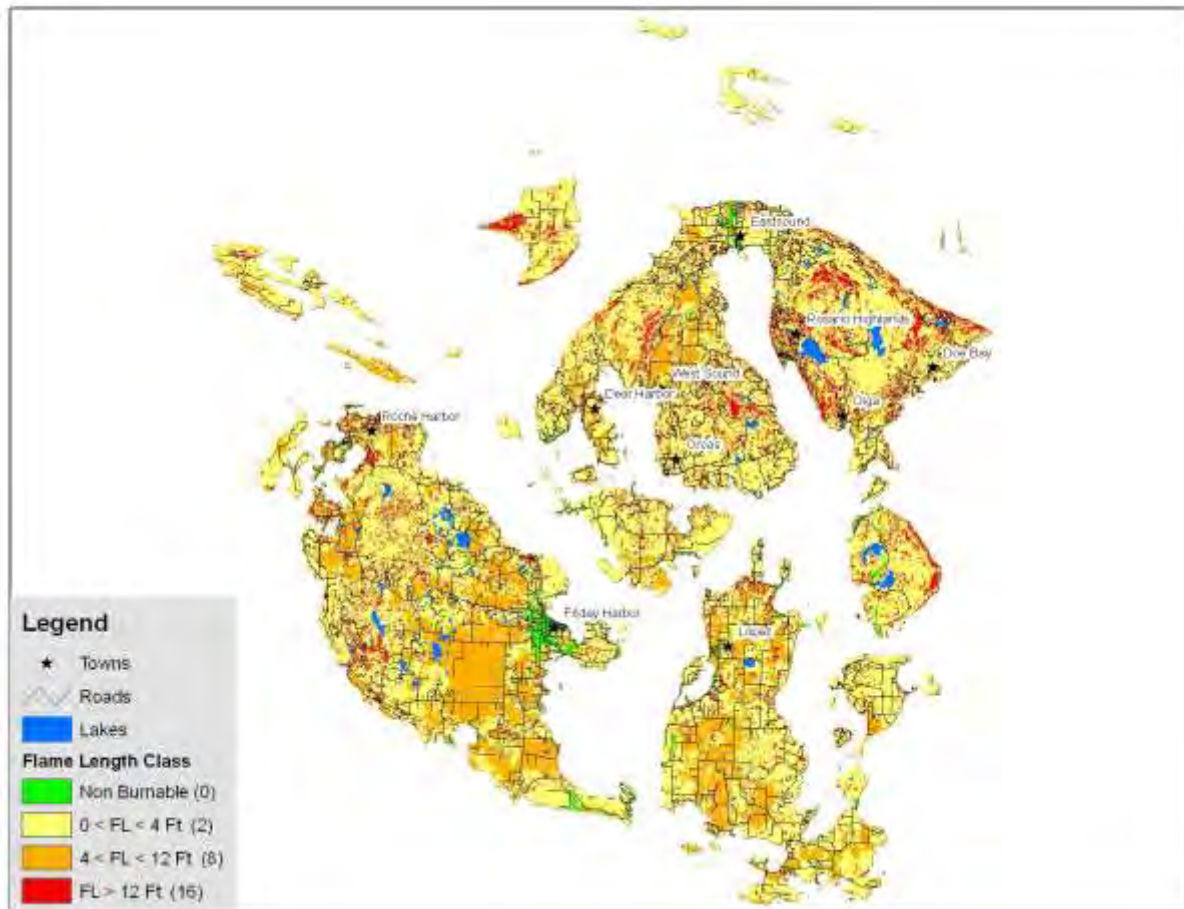 Eastsound
Rosario Highlands
Doe Bay
West Sound
Deer Harbor
Olga
Roche Harbor
Orcas
Friday Harbor
Lopez
Legend
Towns
Roads
Lakes
Flame Length Class
Non Burnable (0)
0 < FL < 4 Ft (2)
4 < FL < 12 Ft (8)
FL > 12 Ft (16)